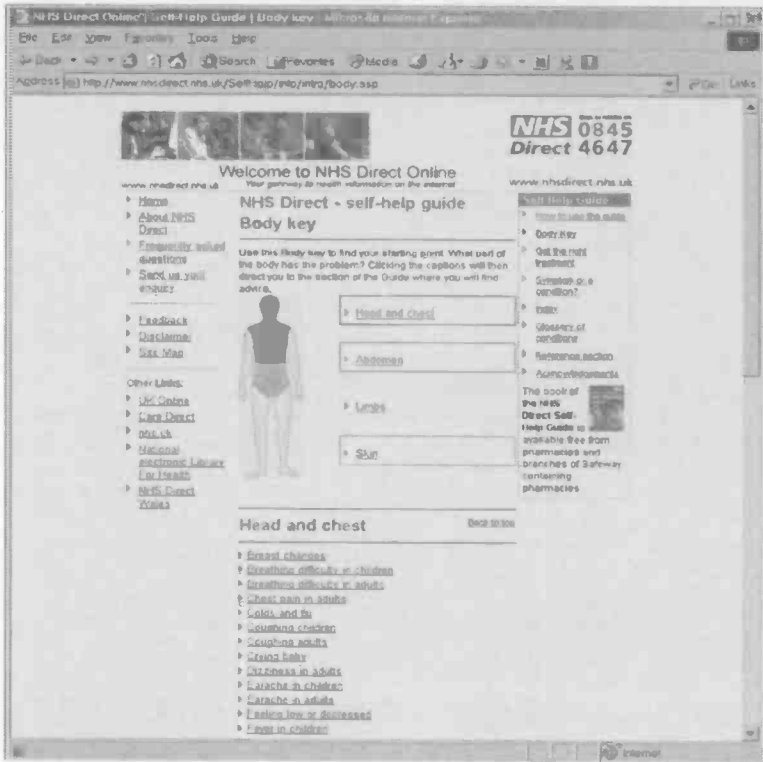 NHS Direct Online | Self-Help Guide | Body key - Microsoft Internet Explorer
File Edit View Favorites Tools Help
Back Search Favorites Media
Address http://www.nhsdirect.nhs.uk/SelfHelp/info/intro/body.asp Go Links
NHS 0845
Direct 4647
Welcome to NHS Direct Online
Your gateway to health information on the internet
www.nhsdirect.nhs.uk
Home
About NHS
Direct
Frequently asked
questions
Send us your
enquiry
Feedback
Disclaimer
Site Map
Other Links:
UK Online
Care Direct
nhs.uk
National
electronic Library
For Health
NHS Direct
Wales
NHS Direct - self-help guide
Body key
Use this Body key to find your starting point. What part of
the body has the problem? Clicking the captions will then
direct you to the section of the Guide where you will find
advice.
Head and chest
Abdomen
Limbs
Skin
Head and chest
Back to top
Breast changes
Breathing difficulty in children
Breathing difficulty in adults
Chest pain in adults
Colds and flu
Coughing children
Coughing adults
Crying baby
Dizziness in adults
Earache in children
Earache in adults
Feeling low or depressed
Fever in children
www.nhsdirect.nhs.uk
Self Help Guide
How to use the guide
Body Key
Get the right
treatment
Symptom or a
condition?
Index
Glossary of
conditions
Reference section
Acknowledgements
The book of
the NHS
Direct Self-
Help Guide is
available free from
pharmacies and
branches of Safeway
containing
pharmacies
Internet